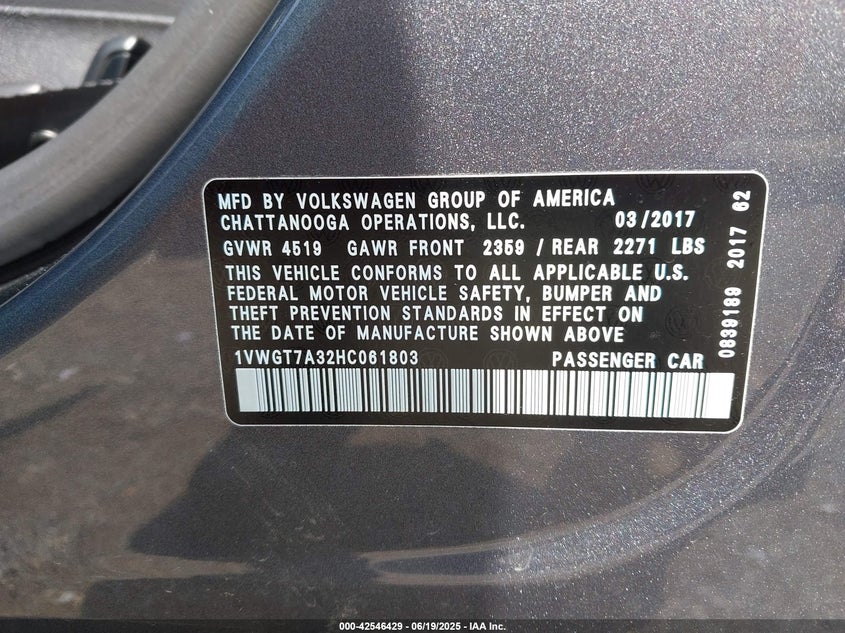 MFD BY VOLKSWAGEN GROUP OF AMERICA
CHATTANOOGA OPERATIONS, LLC. 03/2017
GVWR 4519 GAWR FRONT 2359 / REAR 2271 LBS
THIS VEHICLE CONFORMS TO ALL APPLICABLE U.S.
FEDERAL MOTOR VEHICLE SAFETY, BUMPER AND
THEFT PREVENTION STANDARDS IN EFFECT ON
THE DATE OF MANUFACTURE SHOWN ABOVE
1VWGT7A32HC061803 PASSENGER CAR
0839189 2017 62
000-42546429 - 06/19/2025 - IAA Inc.